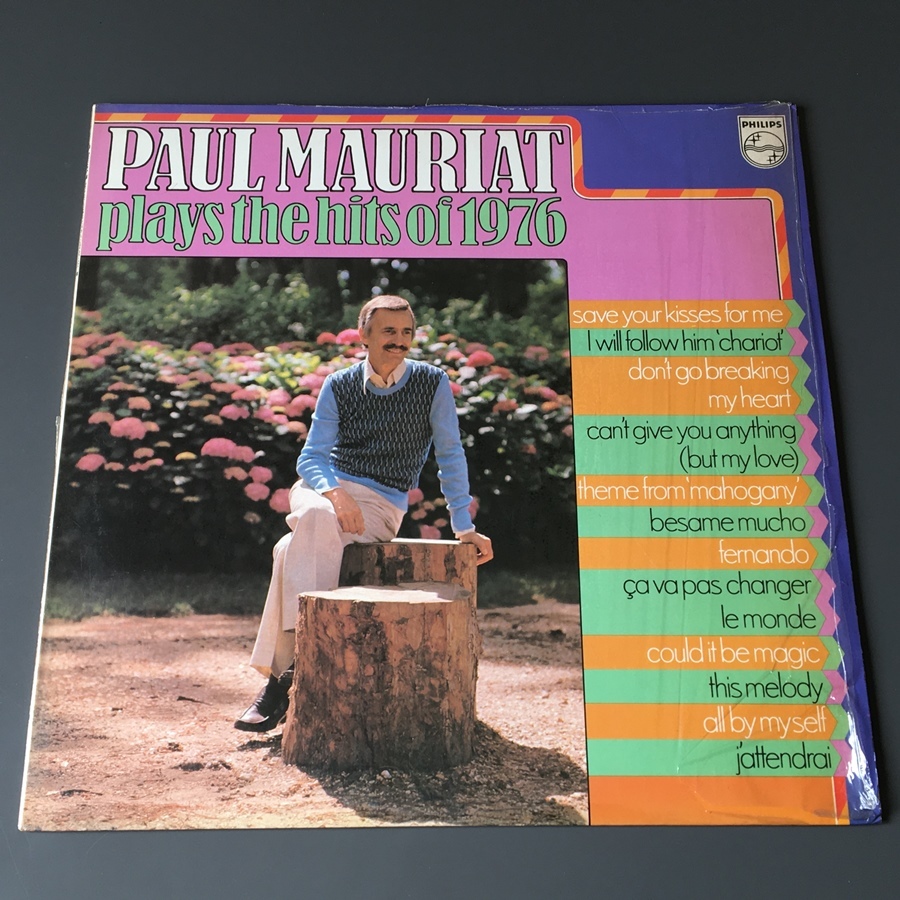 PAUL MAURIAT
plays the hits of 1976
PHILIPS
save your kisses for me
I will follow him 'chariot'
don't go breaking
my heart
can't give you anything
(but my love)
theme from 'mahogany'
besame mucho
fernando
ça va pas changer
le monde
could it be magic
this melody
all by myself
j'attendrai